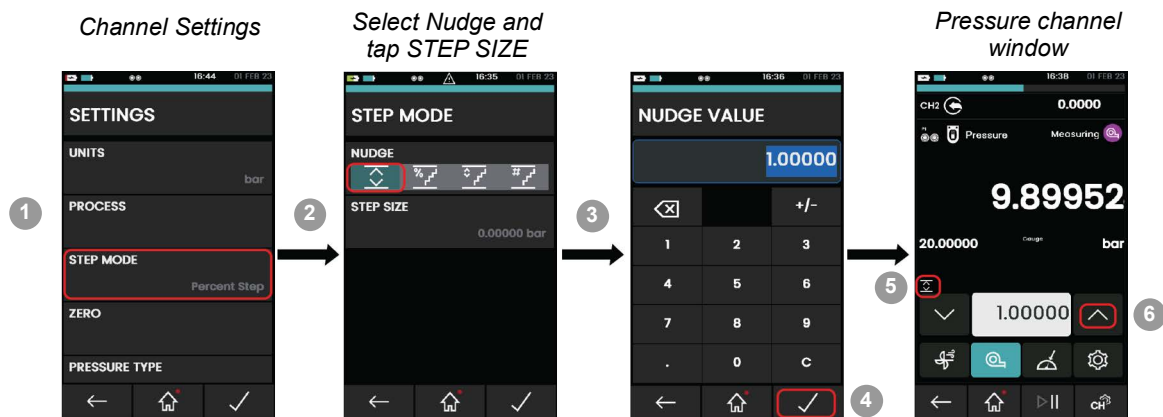 Channel Settings
Select Nudge and
tap STEP SIZE
Pressure channel
window
16:44 01 FEB 23
SETTINGS
UNITS
bar
PROCESS
STEP MODE
Percent Step
ZERO
PRESSURE TYPE
1
2
16:35 01 FEB 23
STEP MODE
NUDGE
% #
STEP SIZE
0.00000 bar
3
16:36 01 FEB 23
NUDGE VALUE
1.00000
+/-
1 2 3
4 5 6
7 8 9
. 0 C
4
16:38 01 FEB 23
CH2 0.0000
Pressure Measuring
9.89952
20.00000 Gauge bar
5
1.00000
6
CH